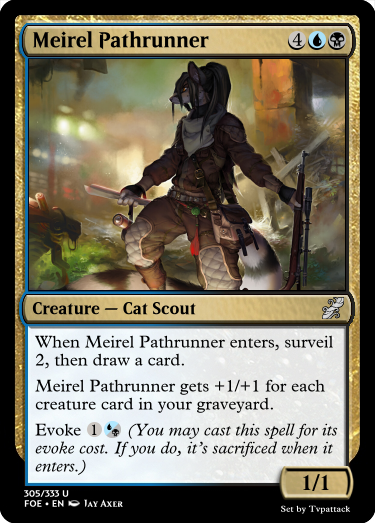 Meirel Pathrunner 4
Creature — Cat Scout
When Meirel Pathrunner enters, surveil
2, then draw a card.
Meirel Pathrunner gets +1/+1 for each
creature card in your graveyard.
Evoke 1 (You may cast this spell for its
evoke cost. If you do, it's sacrificed when it
enters.)
1/1
305/333 U
FOE • EN Jay Axer
Set by Tvpattack